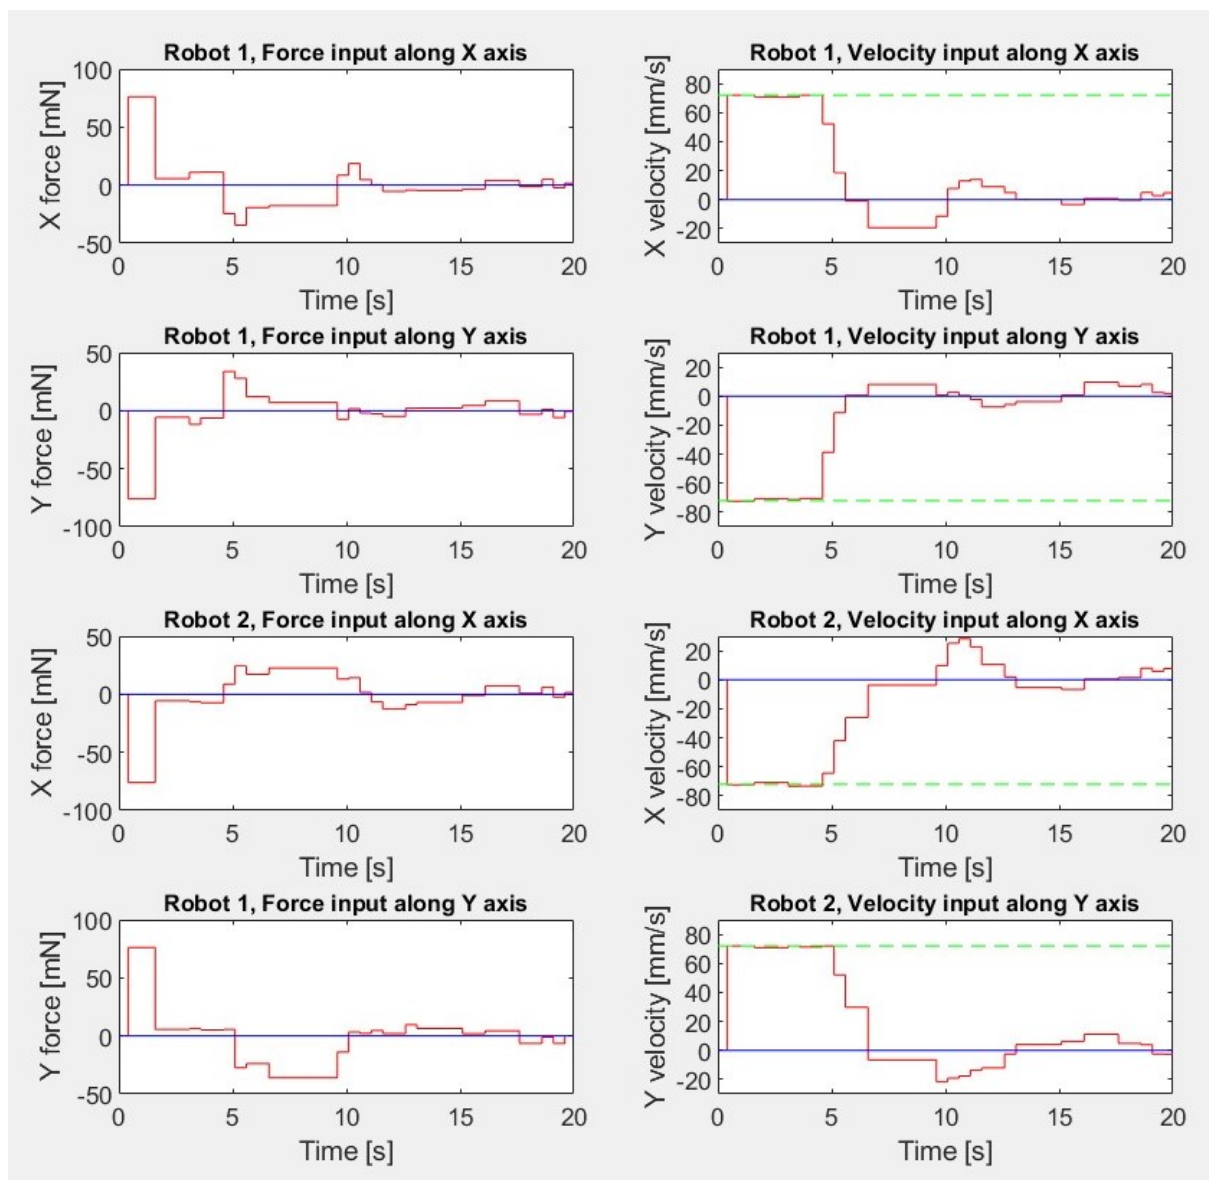 Robot 1, Force input along X axis
100
50
0
-50
X force [mN]
0 5 10 15 20
Time [s]
Robot 1, Velocity input along X axis
80
60
40
20
0
-20
X velocity [mm/s]
0 5 10 15 20
Time [s]
Robot 1, Force input along Y axis
50
0
-50
-100
Y force [mN]
0 5 10 15 20
Time [s]
Robot 1, Velocity input along Y axis
20
0
-20
-40
-60
-80
Y velocity [mm/s]
0 5 10 15 20
Time [s]
Robot 2, Force input along X axis
50
0
-50
-100
X force [mN]
0 5 10 15 20
Time [s]
Robot 2, Velocity input along X axis
20
0
-20
-40
-60
-80
X velocity [mm/s]
0 5 10 15 20
Time [s]
Robot 1, Force input along Y axis
100
50
0
-50
Y force [mN]
0 5 10 15 20
Time [s]
Robot 2, Velocity input along Y axis
80
60
40
20
0
-20
Y velocity [mm/s]
0 5 10 15 20
Time [s]